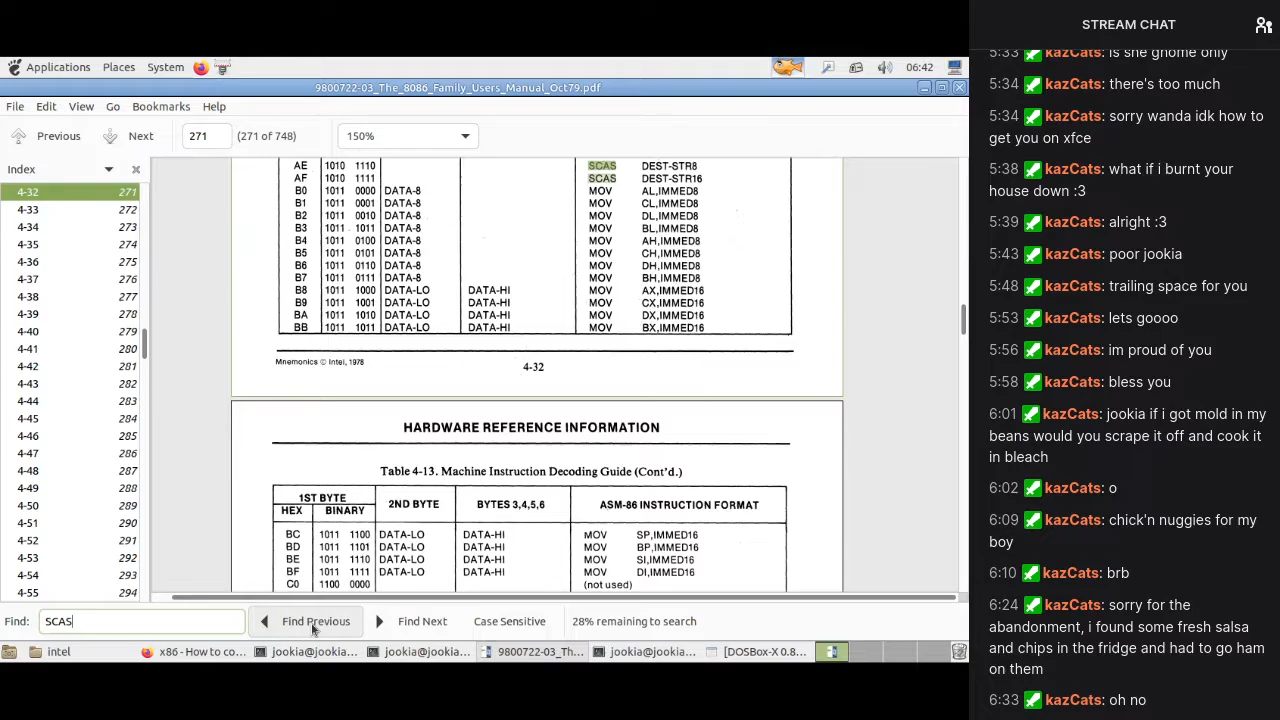 Applications Places System 06:42
9800722-03_The_8086_Family_Users_Manual_Oct79.pdf
File Edit View Go Bookmarks Help
Previous Next 271 (271 of 748) 150%
Index
4-32 271
4-33 272
4-34 273
4-35 274
4-36 275
4-37 276
4-38 277
4-39 278
4-40 279
4-41 280
4-42 281
4-43 282
4-44 283
4-45 284
4-46 285
4-47 286
4-48 287
4-49 288
4-50 289
4-51 290
4-52 291
4-53 292
4-54 293
4-55 294
AE 1010 1110 SCAS DEST-STR8
AF 1010 1111 SCAS DEST-STR16
B0 1011 0000 DATA-8 MOV AL,IMMED8
B1 1011 0001 DATA-8 MOV CL,IMMED8
B2 1011 0010 DATA-8 MOV DL,IMMED8
B3 1011 1011 DATA-8 MOV BL,IMMED8
B4 1011 0100 DATA-8 MOV AH,IMMED8
B5 1011 0101 DATA-8 MOV CH,IMMED8
B6 1011 0110 DATA-8 MOV DH,IMMED8
B7 1011 0111 DATA-8 MOV BH,IMMED8
B8 1011 1000 DATA-LO DATA-HI MOV AX,IMMED16
B9 1011 1001 DATA-LO DATA-HI MOV CX,IMMED16
BA 1011 1010 DATA-LO DATA-HI MOV DX,IMMED16
BB 1011 1011 DATA-LO DATA-HI MOV BX,IMMED16
Mnemonics © Intel, 1978
4-32
HARDWARE REFERENCE INFORMATION
Table 4-13. Machine Instruction Decoding Guide (Cont'd.)
1ST BYTE 2ND BYTE BYTES 3,4,5,6 ASM-86 INSTRUCTION FORMAT
HEX BINARY
BC 1011 1100 DATA-LO DATA-HI MOV SP,IMMED16
BD 1011 1101 DATA-LO DATA-HI MOV BP,IMMED16
BE 1011 1110 DATA-LO DATA-HI MOV SI,IMMED16
BF 1011 1111 DATA-LO DATA-HI MOV DI,IMMED16
C0 1100 0000 (not used)
Find: SCAS Find Previous Find Next Case Sensitive 28% remaining to search
intel x86 - How to co... jookia@jookia... jookia@jookia... 9800722-03_Th... jookia@jookia... [DOSBox-X 0.8...
STREAM CHAT
5:33 kazCats: is she gnome only
5:34 kazCats: there's too much
5:34 kazCats: sorry wanda idk how to
get you on xfce
5:38 kazCats: what if i burnt your
house down :3
5:39 kazCats: alright :3
5:43 kazCats: poor jookia
5:48 kazCats: trailing space for you
5:53 kazCats: lets goooo
5:56 kazCats: im proud of you
5:58 kazCats: bless you
6:01 kazCats: jookia if i got mold in my
beans would you scrape it off and cook it
in bleach
6:02 kazCats: o
6:09 kazCats: chick'n nuggies for my
boy
6:10 kazCats: brb
6:24 kazCats: sorry for the
abandonment, i found some fresh salsa
and chips in the fridge and had to go ham
on them
6:33 kazCats: oh no